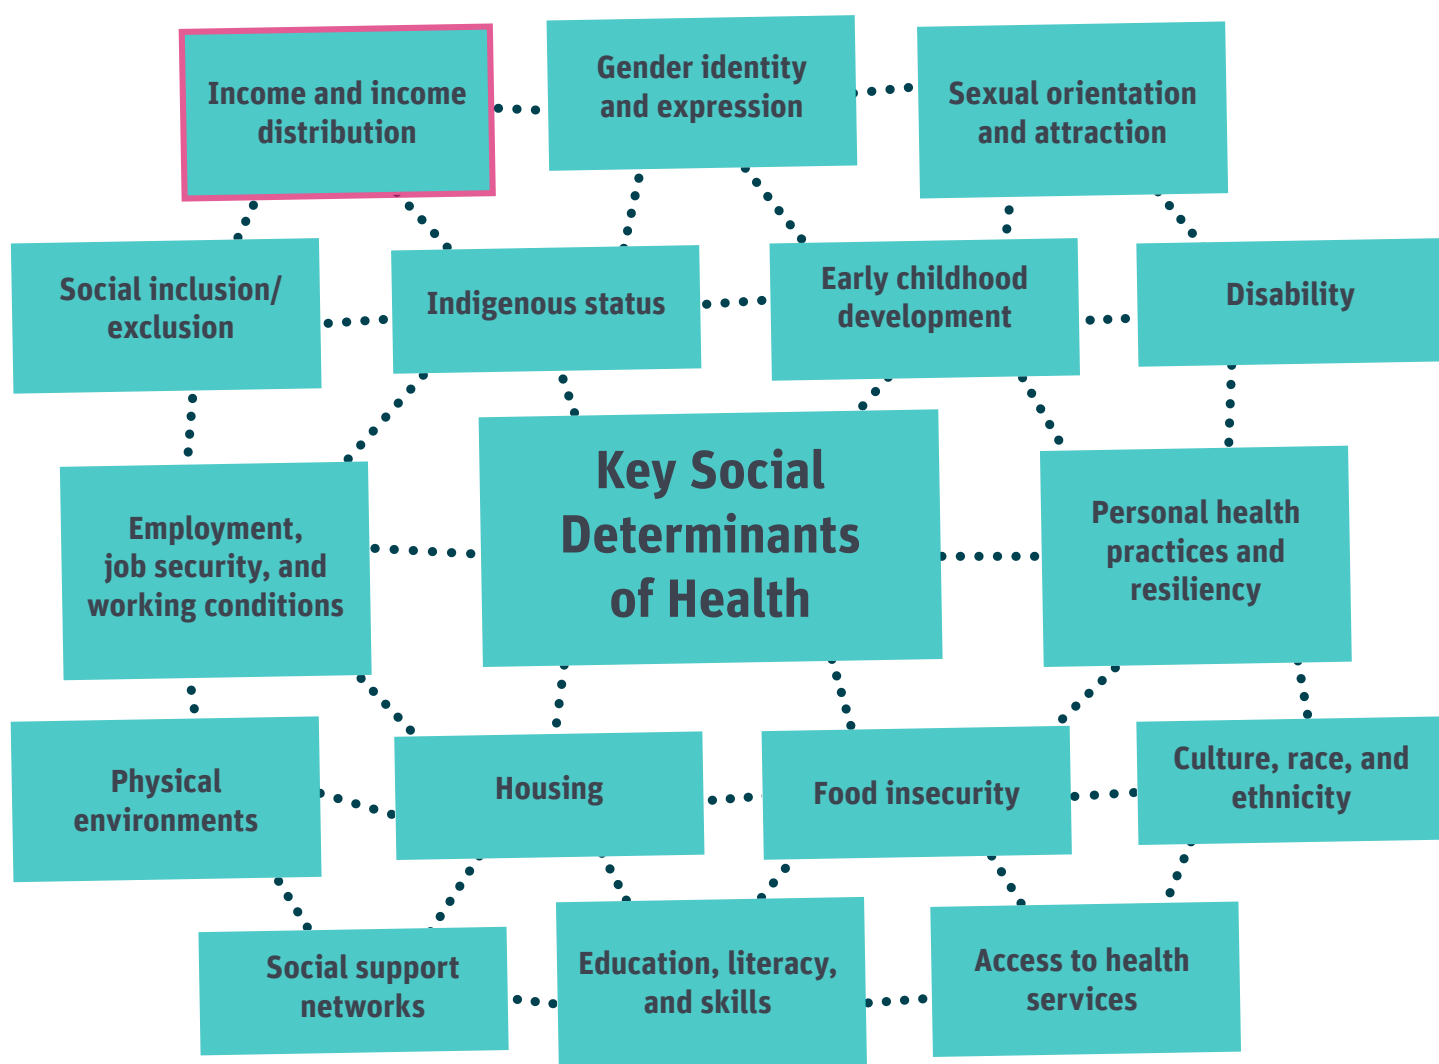 Income and income
distribution
Gender identity
and expression
Sexual orientation
and attraction
Social inclusion/
exclusion
Indigenous status
Early childhood
development
Disability
Key Social
Determinants
of Health
Employment,
job security, and
working conditions
Personal health
practices and
resiliency
Physical
environments
Housing
Food insecurity
Culture, race, and
ethnicity
Social support
networks
Education, literacy,
and skills
Access to health
services